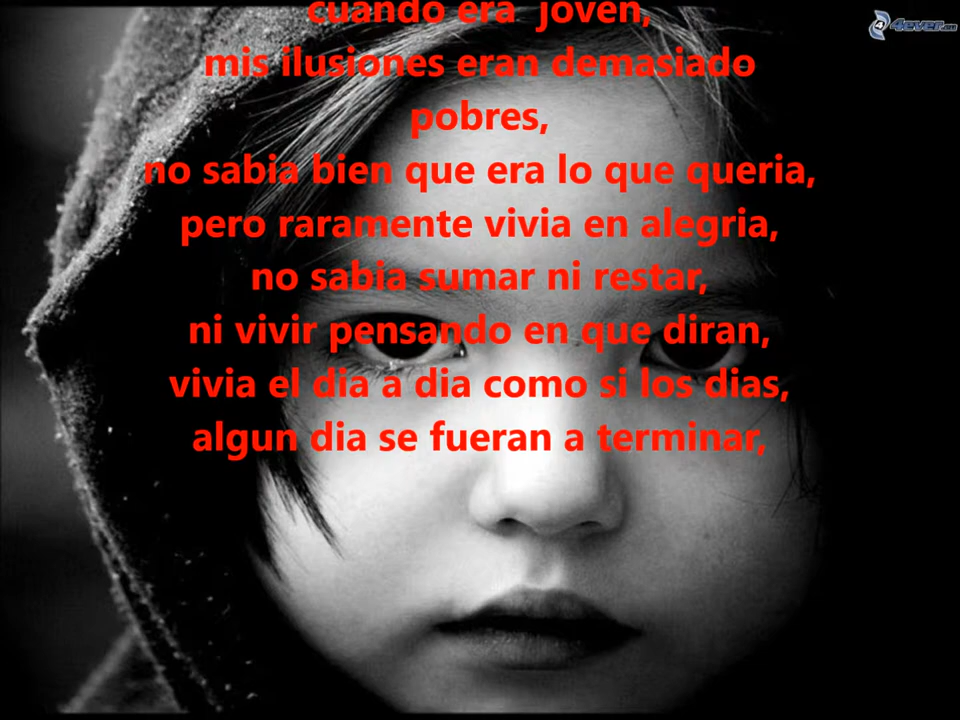 cuando era joven,
mis ilusiones eran demasiado
pobres,
no sabia bien que era lo que queria,
pero raramente vivia en alegria,
no sabia sumar ni restar,
ni vivir pensando en que diran,
vivia el dia a dia como si los dias,
algun dia se fueran a terminar,
4ever.eu